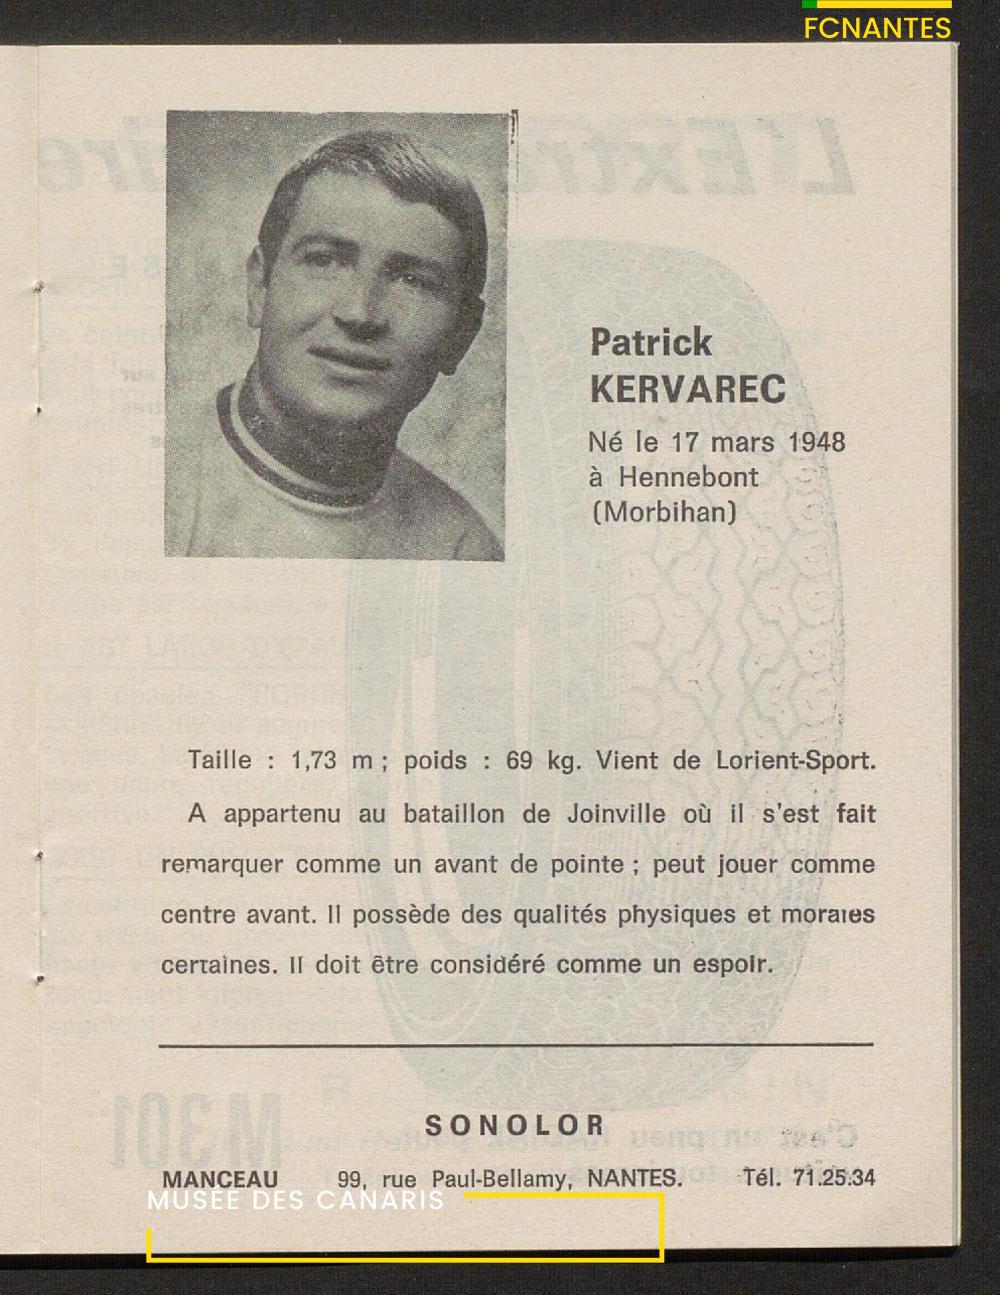 FCNANTES
Patrick
KERVAREC
Né le 17 mars 1948
à Hennebont
(Morbihan)
Taille : 1,73 m ; poids : 69 kg. Vient de Lorient-Sport.
A appartenu au bataillon de Joinville où il s'est fait
remarquer comme un avant de pointe ; peut jouer comme
centre avant. Il possède des qualités physiques et morales
certaines. Il doit être considéré comme un espoir.
SONOLOR
MANCEAU 99, rue Paul-Bellamy, NANTES. Tél. 71.25.34
MUSÉE DES CANARIS